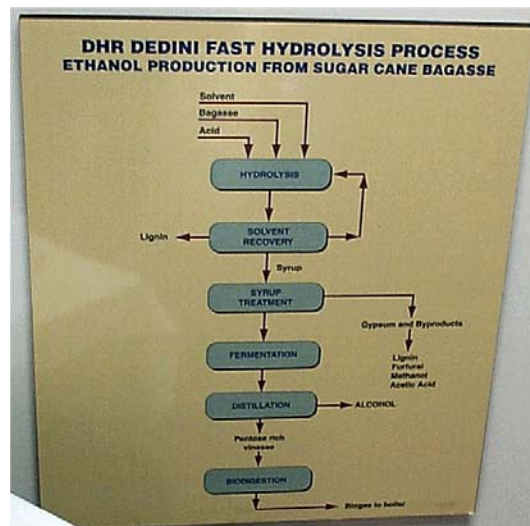 DHR DEDINI FAST HYDROLYSIS PROCESS
ETHANOL PRODUCTION FROM SUGAR CANE BAGASSE
Solvent
Bagasse
Acid
HYDROLYSIS
Lignin
SOLVENT
RECOVERY
Syrup
SYRUP
TREATMENT
Gypsum and Byproducts
Lignin
Furfural
Methanol
Acetic Acid
FERMENTATION
DISTILLATION
ALCOHOL
Pentose rich
vinasse
BIODIGESTION
Biogas to boiler